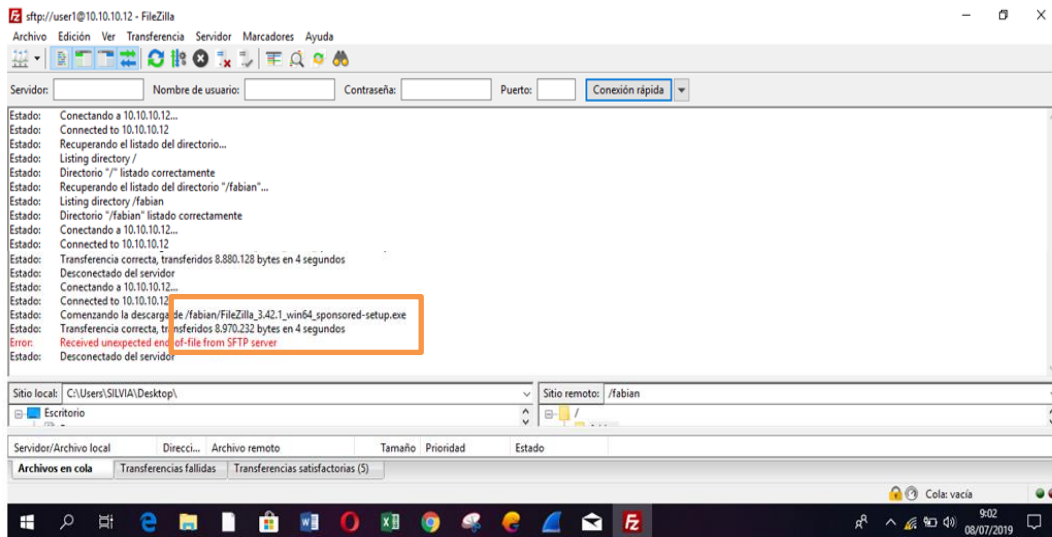 sftp://user1@10.10.10.12 - FileZilla
Archivo Edición Ver Transferencia Servidor Marcadores Ayuda
Servidor: Nombre de usuario: Contraseña: Puerto: Conexión rápida
Estado: Conectando a 10.10.10.12...
Estado: Connected to 10.10.10.12
Estado: Recuperando el listado del directorio...
Estado: Listing directory /
Estado: Directorio "/" listado correctamente
Estado: Recuperando el listado del directorio "/fabian"...
Estado: Listing directory /fabian
Estado: Directorio "/fabian" listado correctamente
Estado: Conectando a 10.10.10.12...
Estado: Connected to 10.10.10.12
Estado: Transferencia correcta, transferidos 8.880.128 bytes en 4 segundos
Estado: Desconectado del servidor
Estado: Conectando a 10.10.10.12...
Estado: Connected to 10.10.10.12
Estado: Comenzando la descarga de /fabian/FileZilla_3.42.1_win64_sponsored-setup.exe
Estado: Transferencia correcta, transferidos 8.970.232 bytes en 4 segundos
Error: Received unexpected end-of-file from SFTP server
Estado: Desconectado del servidor
Sitio local: C:\Users\SILVIA\Desktop\ Sitio remoto: /fabian
Escritorio /
Servidor/Archivo local Direcci... Archivo remoto Tamaño Prioridad Estado
Archivos en cola Transferencias fallidas Transferencias satisfactorias (5)
Cola: vacía
9:02
08/07/2019